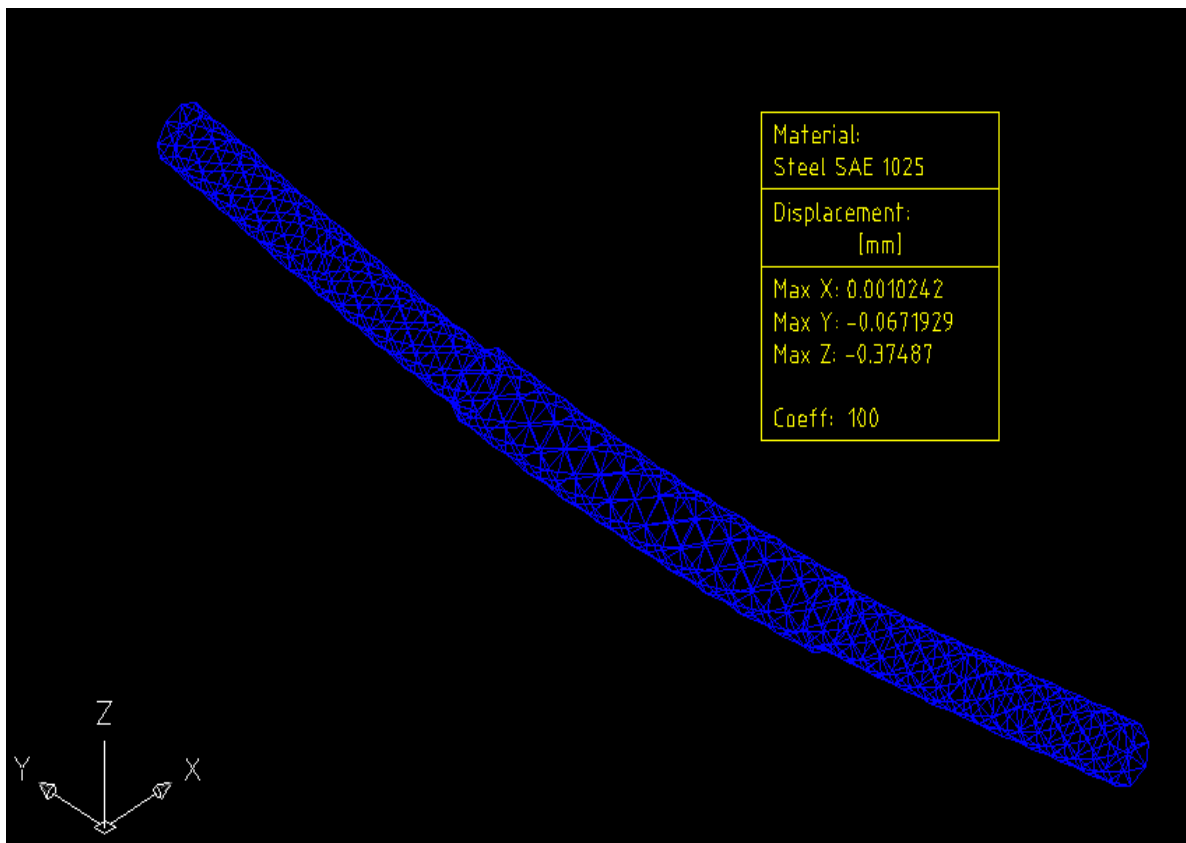 Material:
Steel SAE 1025
Displacement:
[mm]
Max X: 0.0010242
Max Y: -0.0671929
Max Z: -0.37487
Coeff: 100
Z
Y
X